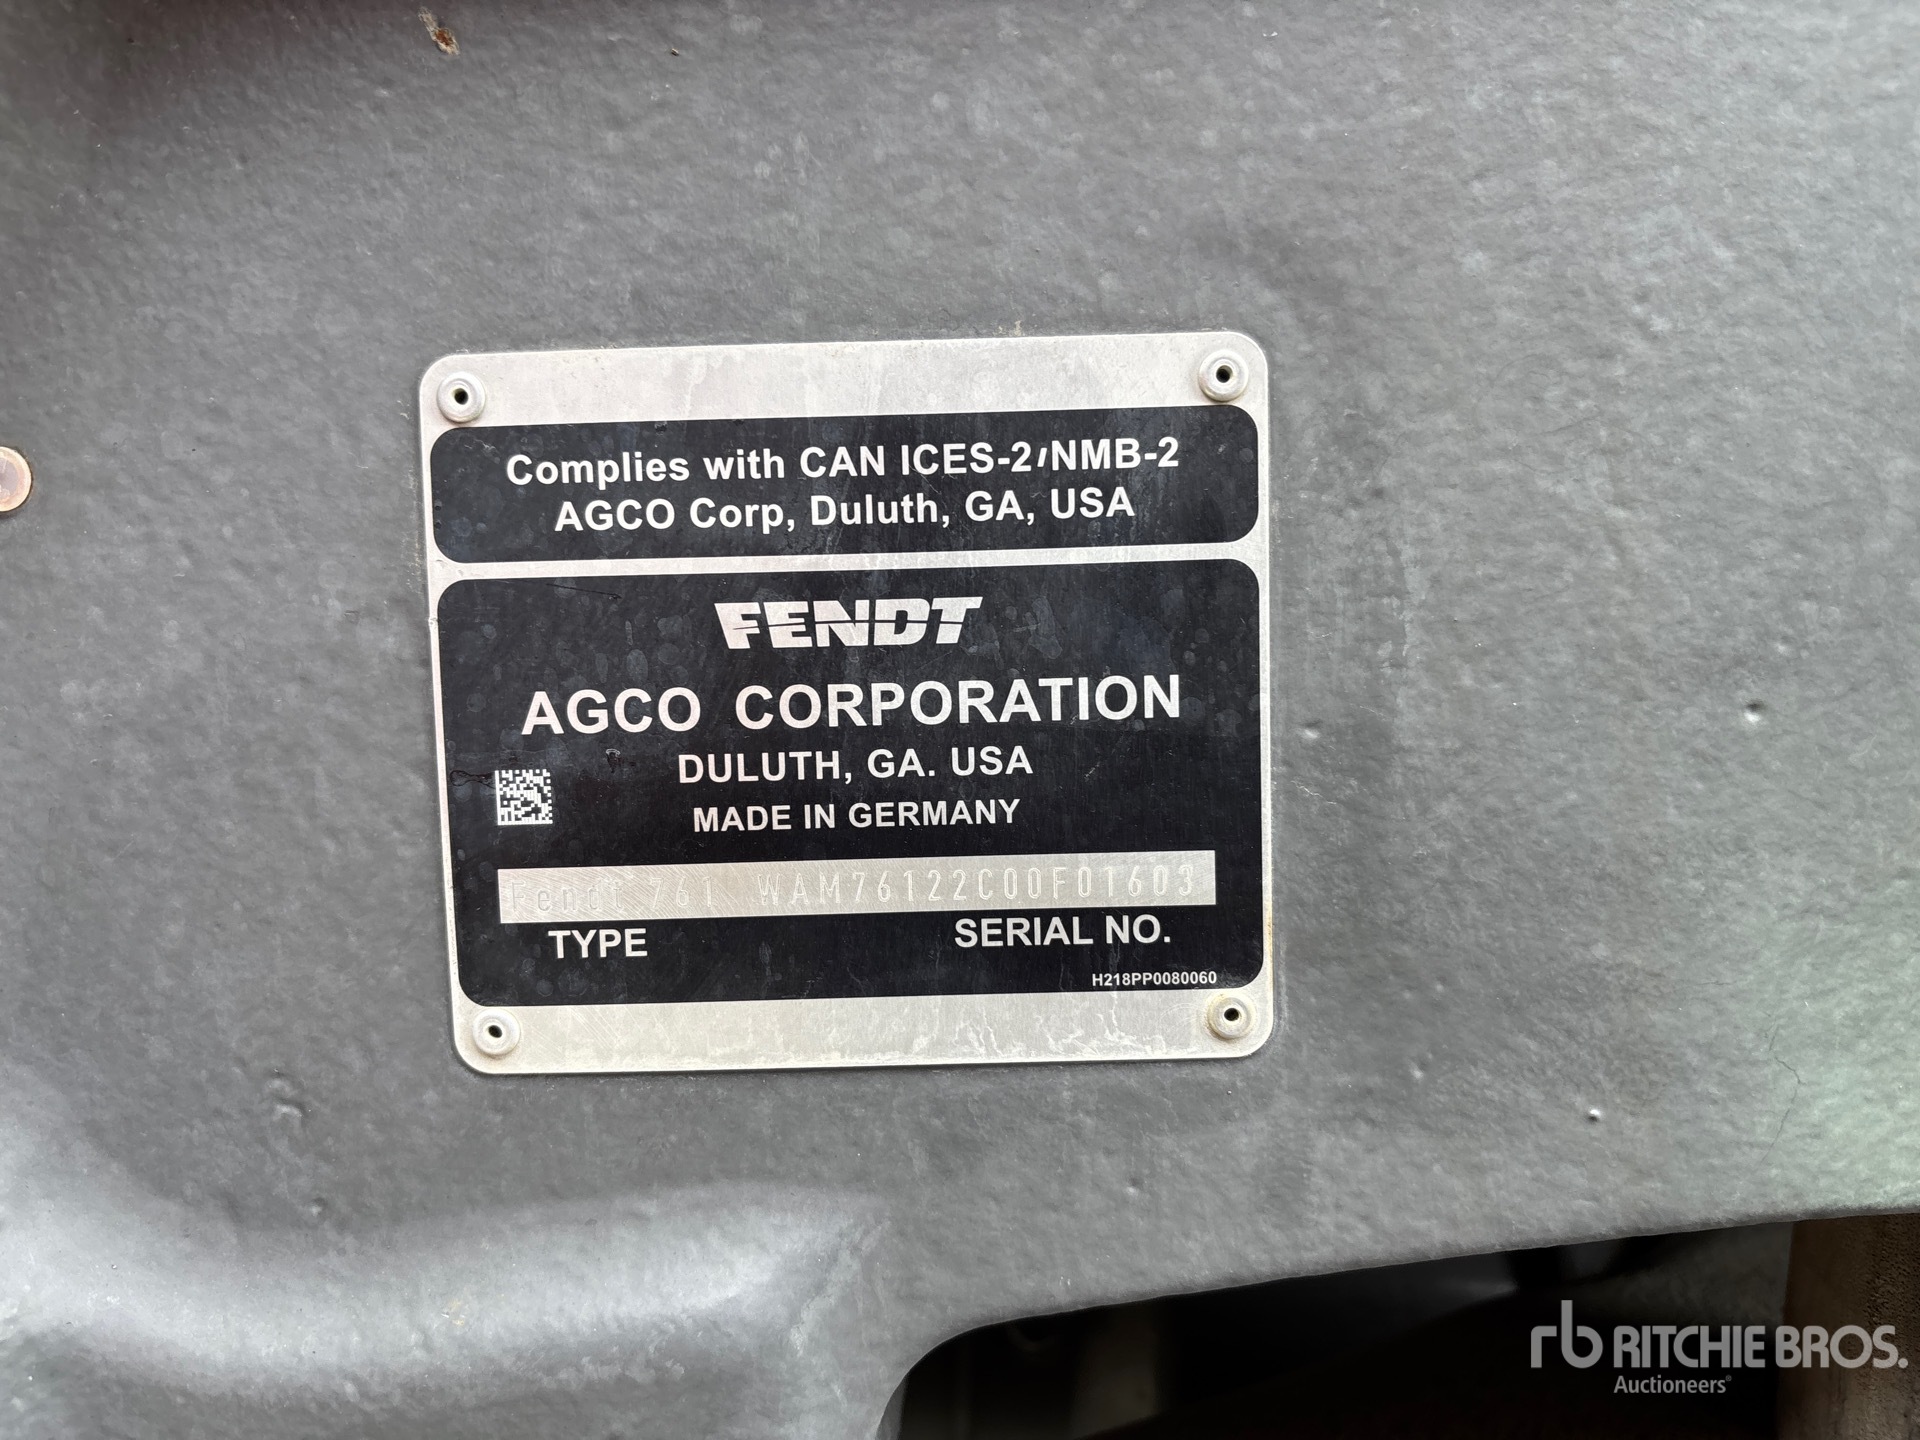 Complies with CAN ICES-2/NMB-2
AGCO Corp, Duluth, GA, USA
FENDT
AGCO CORPORATION
DULUTH, GA. USA
MADE IN GERMANY
Fendt 761 WAM76122C00F01603
TYPE SERIAL NO.
H218PP0080060
rb RITCHIE BROS.
Auctioneers®